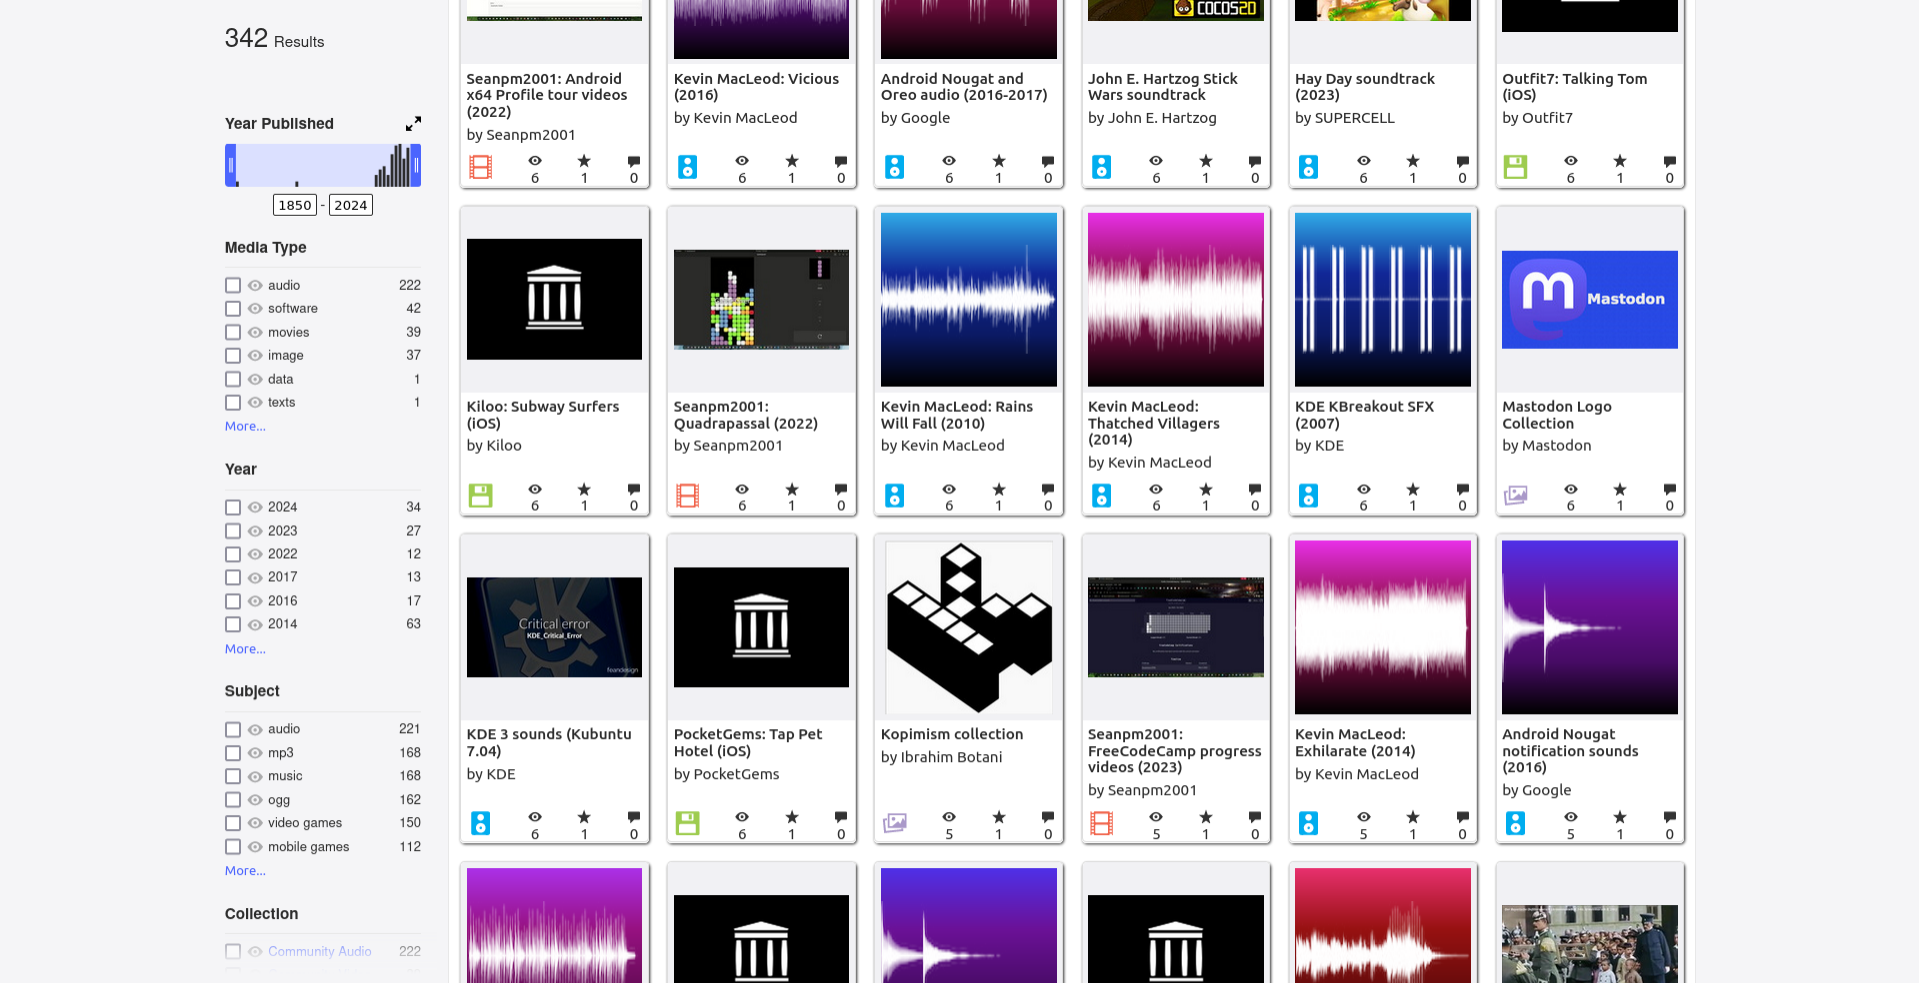 342 Results
Year Published
1850 - 2024
Media Type
audio 222
software 42
movies 39
image 37
data 1
texts 1
More...
Year
2024 34
2023 27
2022 12
2017 13
2016 17
2014 63
More...
Subject
audio 221
mp3 168
music 168
ogg 162
video games 150
mobile games 112
More...
Collection
Community Audio 222
COCOS2D
Seanpm2001: Android
x64 Profile tour videos
(2022)
by Seanpm2001
6 1 0
Kevin MacLeod: Vicious
(2016)
by Kevin MacLeod
6 1 0
Android Nougat and
Oreo audio (2016-2017)
by Google
6 1 0
John E. Hartzog Stick
Wars soundtrack
by John E. Hartzog
6 1 0
Hay Day soundtrack
(2023)
by SUPERCELL
6 1 0
Outfit7: Talking Tom
(iOS)
by Outfit7
6 1 0
Kiloo: Subway Surfers
(iOS)
by Kiloo
6 1 0
Seanpm2001:
Quadrapassal (2022)
by Seanpm2001
6 1 0
Kevin MacLeod: Rains
Will Fall (2010)
by Kevin MacLeod
6 1 0
Kevin MacLeod:
Thatched Villagers
(2014)
by Kevin MacLeod
6 1 0
KDE KBreakout SFX
(2007)
by KDE
6 1 0
Mastodon
Mastodon Logo
Collection
by Mastodon
6 1 0
Critical error
KDE_Critical_Error
feandesign
KDE 3 sounds (Kubuntu
7.04)
by KDE
6 1 0
PocketGems: Tap Pet
Hotel (iOS)
by PocketGems
6 1 0
Kopimism collection
by Ibrahim Botani
5 1 0
Seanpm2001:
FreeCodeCamp progress
videos (2023)
by Seanpm2001
5 1 0
Kevin MacLeod:
Exhilarate (2014)
by Kevin MacLeod
5 1 0
Android Nougat
notification sounds
(2016)
by Google
5 1 0